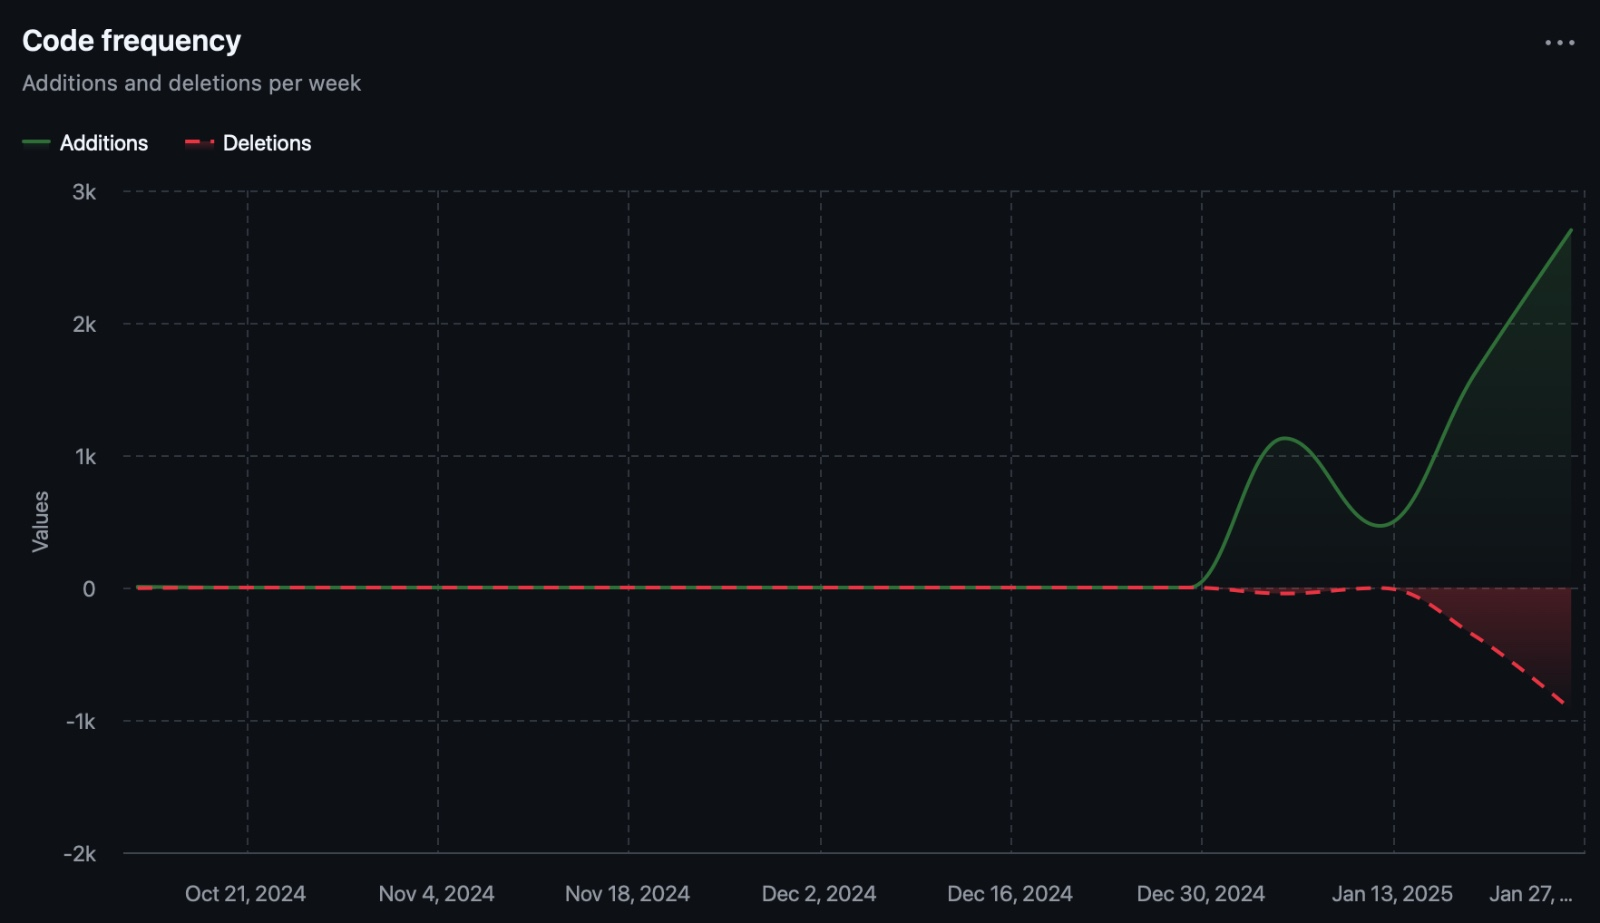 Code frequency
Additions and deletions per week
Additions Deletions
3k
2k
1k
0
-1k
-2k
Values
Oct 21, 2024 Nov 4, 2024 Nov 18, 2024 Dec 2, 2024 Dec 16, 2024 Dec 30, 2024 Jan 13, 2025 Jan 27, ...